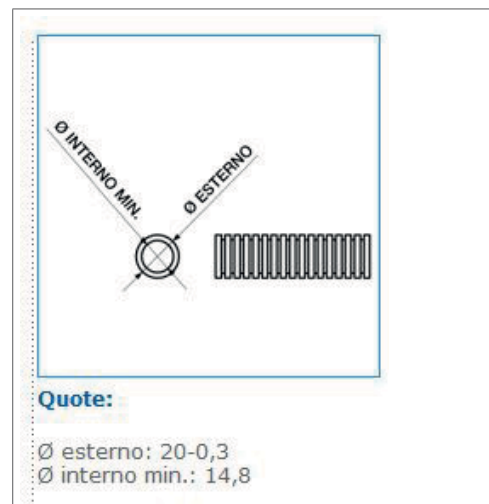 Ø INTERNO MIN.
Ø ESTERNO
Quote:
Ø esterno: 20-0,3
Ø interno min.: 14,8